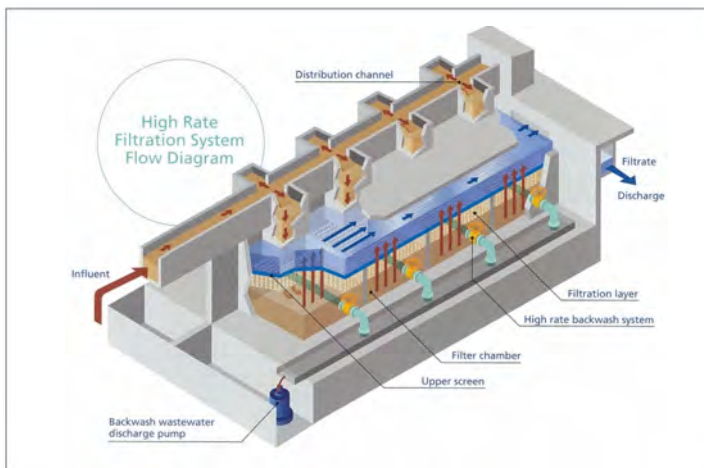 Distribution channel
High Rate
Filtration System
Flow Diagram
Filtrate
Discharge
Influent
Filtration layer
High rate backwash system
Filter chamber
Upper screen
Backwash wastewater
discharge pump